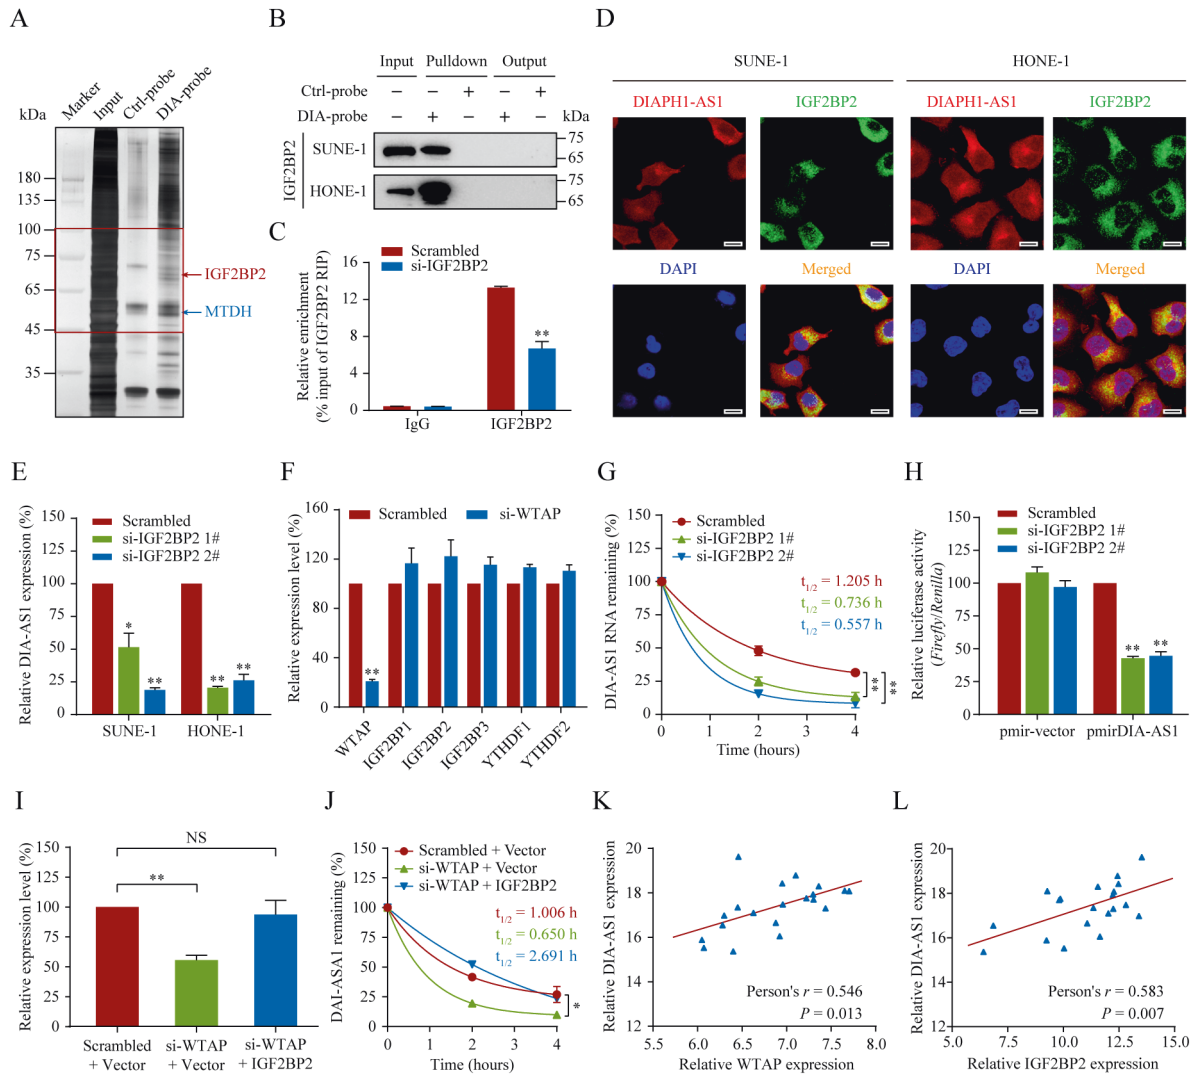 A
Marker
Input
Ctrl-probe
DIA-probe
kDa
180
135
100
75
65
45
35
IGF2BP2
MTDH
B
Input Pulldown Output
Ctrl-probe − − + − +
DIA-probe − + − + −
kDa
IGF2BP2
SUNE-1
75
65
HONE-1
75
65
C
Scrambled
si-IGF2BP2
Relative enrichment
(% input of IGF2BP2 RIP)
16
12
8
4
0
**
IgG IGF2BP2
D
SUNE-1 HONE-1
DIAPH1-AS1 IGF2BP2 DIAPH1-AS1 IGF2BP2
DAPI Merged DAPI Merged
E
Relative DIA-AS1 expression (%)
150
125
100
75
50
25
0
Scrambled
si-IGF2BP2 1#
si-IGF2BP2 2#
* ** ** **
SUNE-1 HONE-1
F
Relative expression level (%)
160
120
80
40
0
Scrambled si-WTAP
**
WTAP
IGF2BP1
IGF2BP2
IGF2BP3
YTHDF1
YTHDF2
G
DIA-AS1 RNA remaining (%)
150
125
100
75
50
25
0
Scrambled
si-IGF2BP2 1#
si-IGF2BP2 2#
t1/2 = 1.205 h
t1/2 = 0.736 h
t1/2 = 0.557 h
** **
0 1 2 3 4
Time (hours)
H
Relative luciferase activity
(Firefly/Renilla)
150
125
100
75
50
25
0
Scrambled
si-IGF2BP2 1#
si-IGF2BP2 2#
** **
pmir-vector pmirDIA-AS1
I
Relative expression level (%)
150
125
100
75
50
25
0
NS
**
Scrambled si-WTAP si-WTAP
+ Vector + Vector + IGF2BP2
J
DAI-ASA1 remaining (%)
150
125
100
75
50
25
0
Scrambled + Vector
si-WTAP + Vector
si-WTAP + IGF2BP2
t1/2 = 1.006 h
t1/2 = 0.650 h
t1/2 = 2.691 h
*
0 1 2 3 4
Time (hours)
K
Relative DIA-AS1 expression
20
18
16
14
12
Person's r = 0.546
P = 0.013
5.5 6.0 6.5 7.0 7.5 8.0
Relative WTAP expression
L
Relative DIA-AS1 expression
20
18
16
14
12
Person's r = 0.583
P = 0.007
5.0 7.5 10.0 12.5 15.0
Relative IGF2BP2 expression